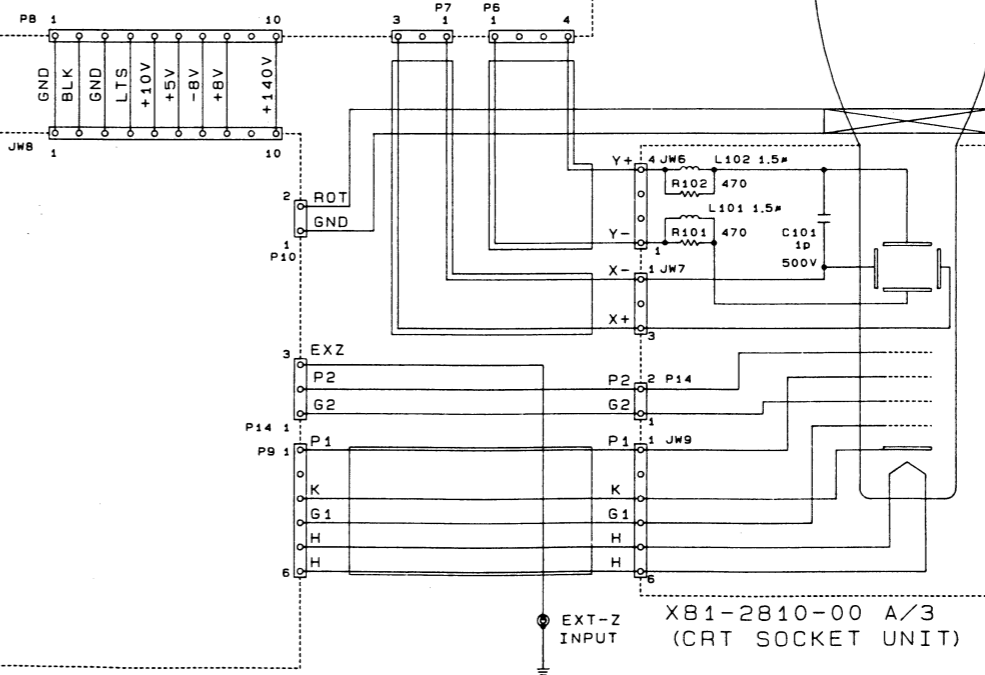 P7 P6
P8 1 10 3 1 1 4
GND
BLK
GND
LTS
+10V
+5V
-8V
+8V
+140V
JW8
1 10
2 ROT
GND
1
P10
Y+ 4 JW6 L102 1.5μ
R102 470
L101 1.5μ
Y- R101 470
1
C101
1p
500V
X- 1 JW7
X+
3
3 EXZ
P2 P2 2 P14
G2 G2
P14 1 1
P9 1 P1 P1 1 JW9
K K
G1 G1
H H
6 H H 6
EXT-Z
INPUT
X81-2810-00 A/3
(CRT SOCKET UNIT)